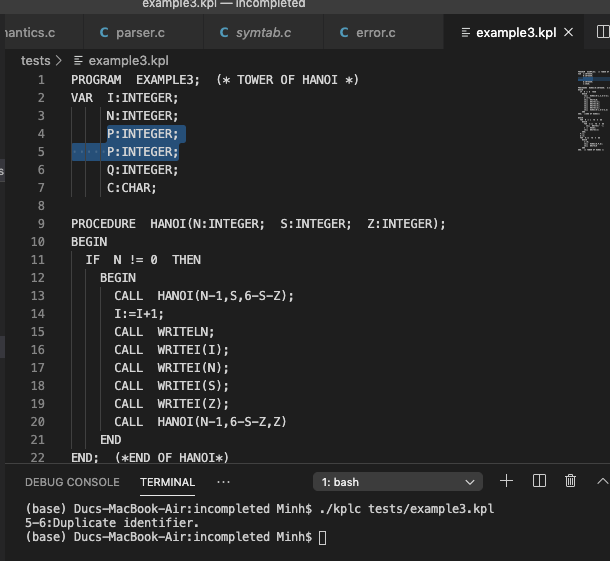 example3.kpl — incompleted
nantics.c
C parser.c
C symtab.c
C error.c
example3.kpl ×
tests > example3.kpl
1 PROGRAM  EXAMPLE3;  (* TOWER OF HANOI *)
2 VAR  I:INTEGER;
3      N:INTEGER;
4      P:INTEGER;
5      P:INTEGER;
6      Q:INTEGER;
7      C:CHAR;
8
9 PROCEDURE  HANOI(N:INTEGER;  S:INTEGER;  Z:INTEGER);
10 BEGIN
11   IF  N != 0  THEN
12     BEGIN
13       CALL  HANOI(N-1,S,6-S-Z);
14       I:=I+1;
15       CALL  WRITELN;
16       CALL  WRITEI(I);
17       CALL  WRITEI(N);
18       CALL  WRITEI(S);
19       CALL  WRITEI(Z);
20       CALL  HANOI(N-1,6-S-Z,Z)
21     END
22 END;  (*END OF HANOI*)
DEBUG CONSOLE TERMINAL ··· 1: bash
(base) Ducs-MacBook-Air:incompleted Minh$ ./kplc tests/example3.kpl
5-6:Duplicate identifier.
(base) Ducs-MacBook-Air:incompleted Minh$